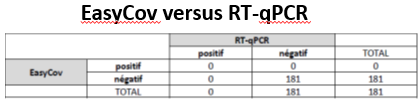 EasyCov versus RT-qPCR
RT-qPCR
positif négatif TOTAL
EasyCov positif 0 0 0
négatif 0 181 181
TOTAL 0 181 181